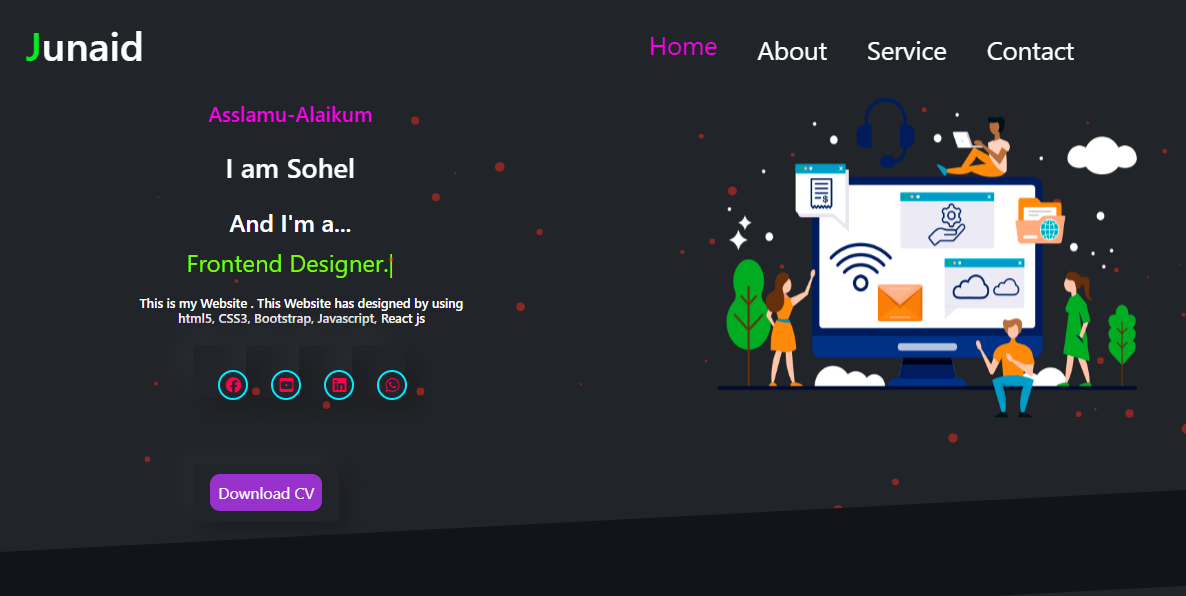 Junaid
Home About Service Contact
Asslamu-Alaikum
I am Sohel
And I'm a...
Frontend Designer.|
This is my Website . This Website has designed by using
html5, CSS3, Bootstrap, Javascript, React js
$
Download CV